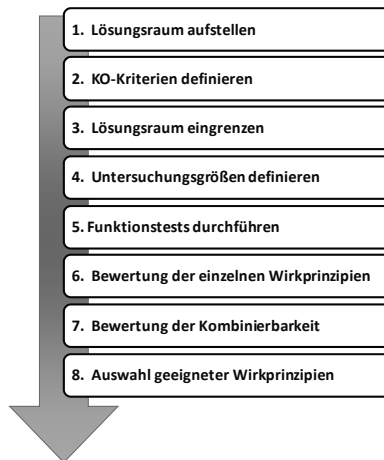 1. Lösungsraum aufstellen
2. KO-Kriterien definieren
3. Lösungsraum eingrenzen
4. Untersuchungsgrößen definieren
5. Funktionstests durchführen
6. Bewertung der einzelnen Wirkprinzipien
7. Bewertung der Kombinierbarkeit
8. Auswahl geeigneter Wirkprinzipien